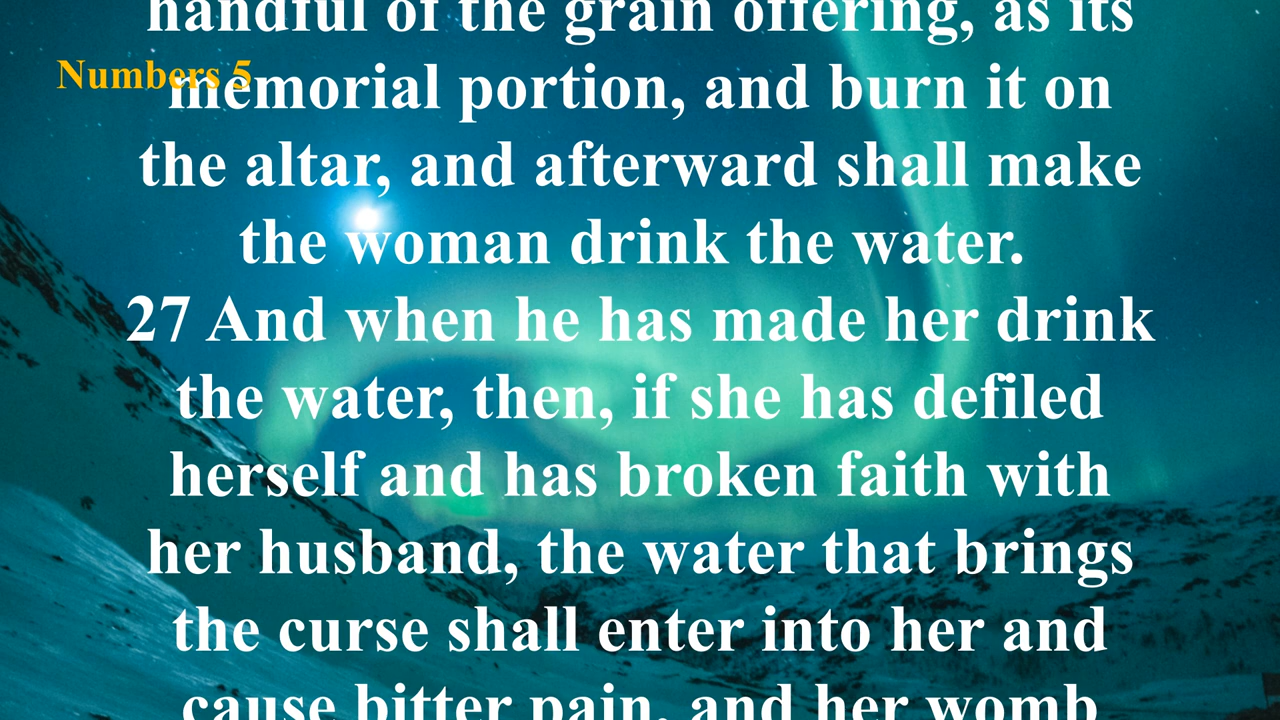 handful of the grain offering, as its
Numbers 5
memorial portion, and burn it on
the altar, and afterward shall make
the woman drink the water.
27 And when he has made her drink
the water, then, if she has defiled
herself and has broken faith with
her husband, the water that brings
the curse shall enter into her and
cause bitter pain, and her womb